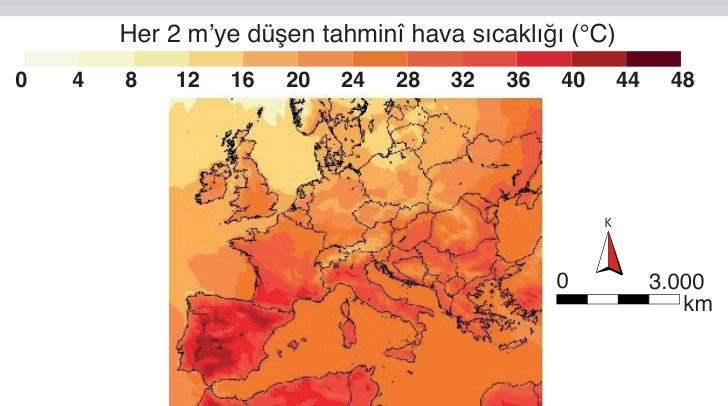 Her 2 m'ye düşen tahminî hava sıcaklığı (°C)
0 4 8 12 16 20 24 28 32 36 40 44 48
K
0 3.000
km